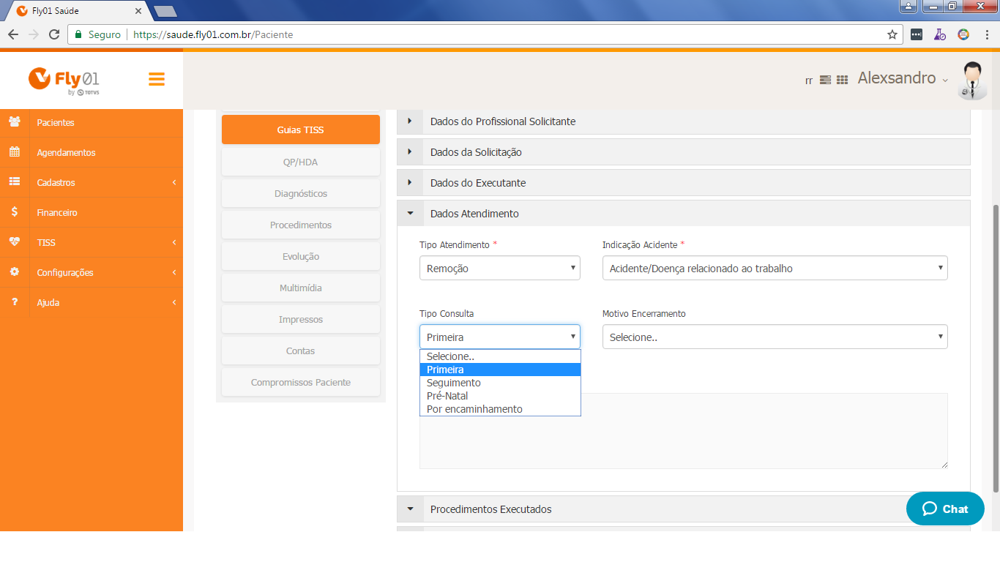 Fly01 Saúde
Seguro
https://saude.fly01.com.br/Paciente
Fly01
by TOTVS
rr
Alexsandro
Pacientes
Agendamentos
Cadastros
Financeiro
TISS
Configurações
Ajuda
Guias TISS
QP/HDA
Diagnósticos
Procedimentos
Evolução
Multimídia
Impressos
Contas
Compromissos Paciente
Dados do Profissional Solicitante
Dados da Solicitação
Dados do Executante
Dados Atendimento
Tipo Atendimento *
Indicação Acidente *
Remoção
Acidente/Doença relacionado ao trabalho
Tipo Consulta
Motivo Encerramento
Primeira
Selecione..
Selecione..
Primeira
Seguimento
Pré-Natal
Por encaminhamento
Procedimentos Executados
Chat